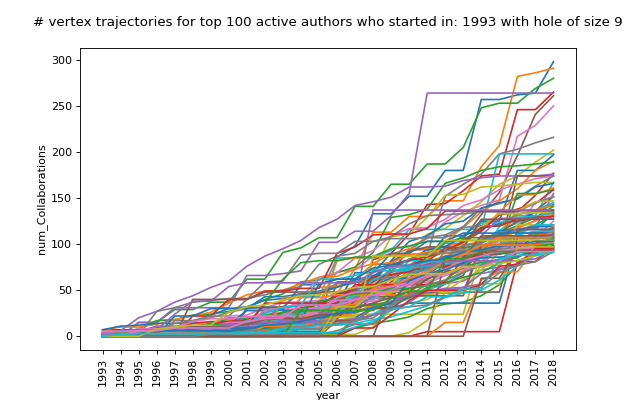 # vertex trajectories for top 100 active authors who started in: 1993 with hole of size 9
300
250
200
150
100
50
0
num_Collaborations
1993 1994 1995 1996 1997 1998 1999 2000 2001 2002 2003 2004 2005 2006 2007 2008 2009 2010 2011 2012 2013 2014 2015 2016 2017 2018
year